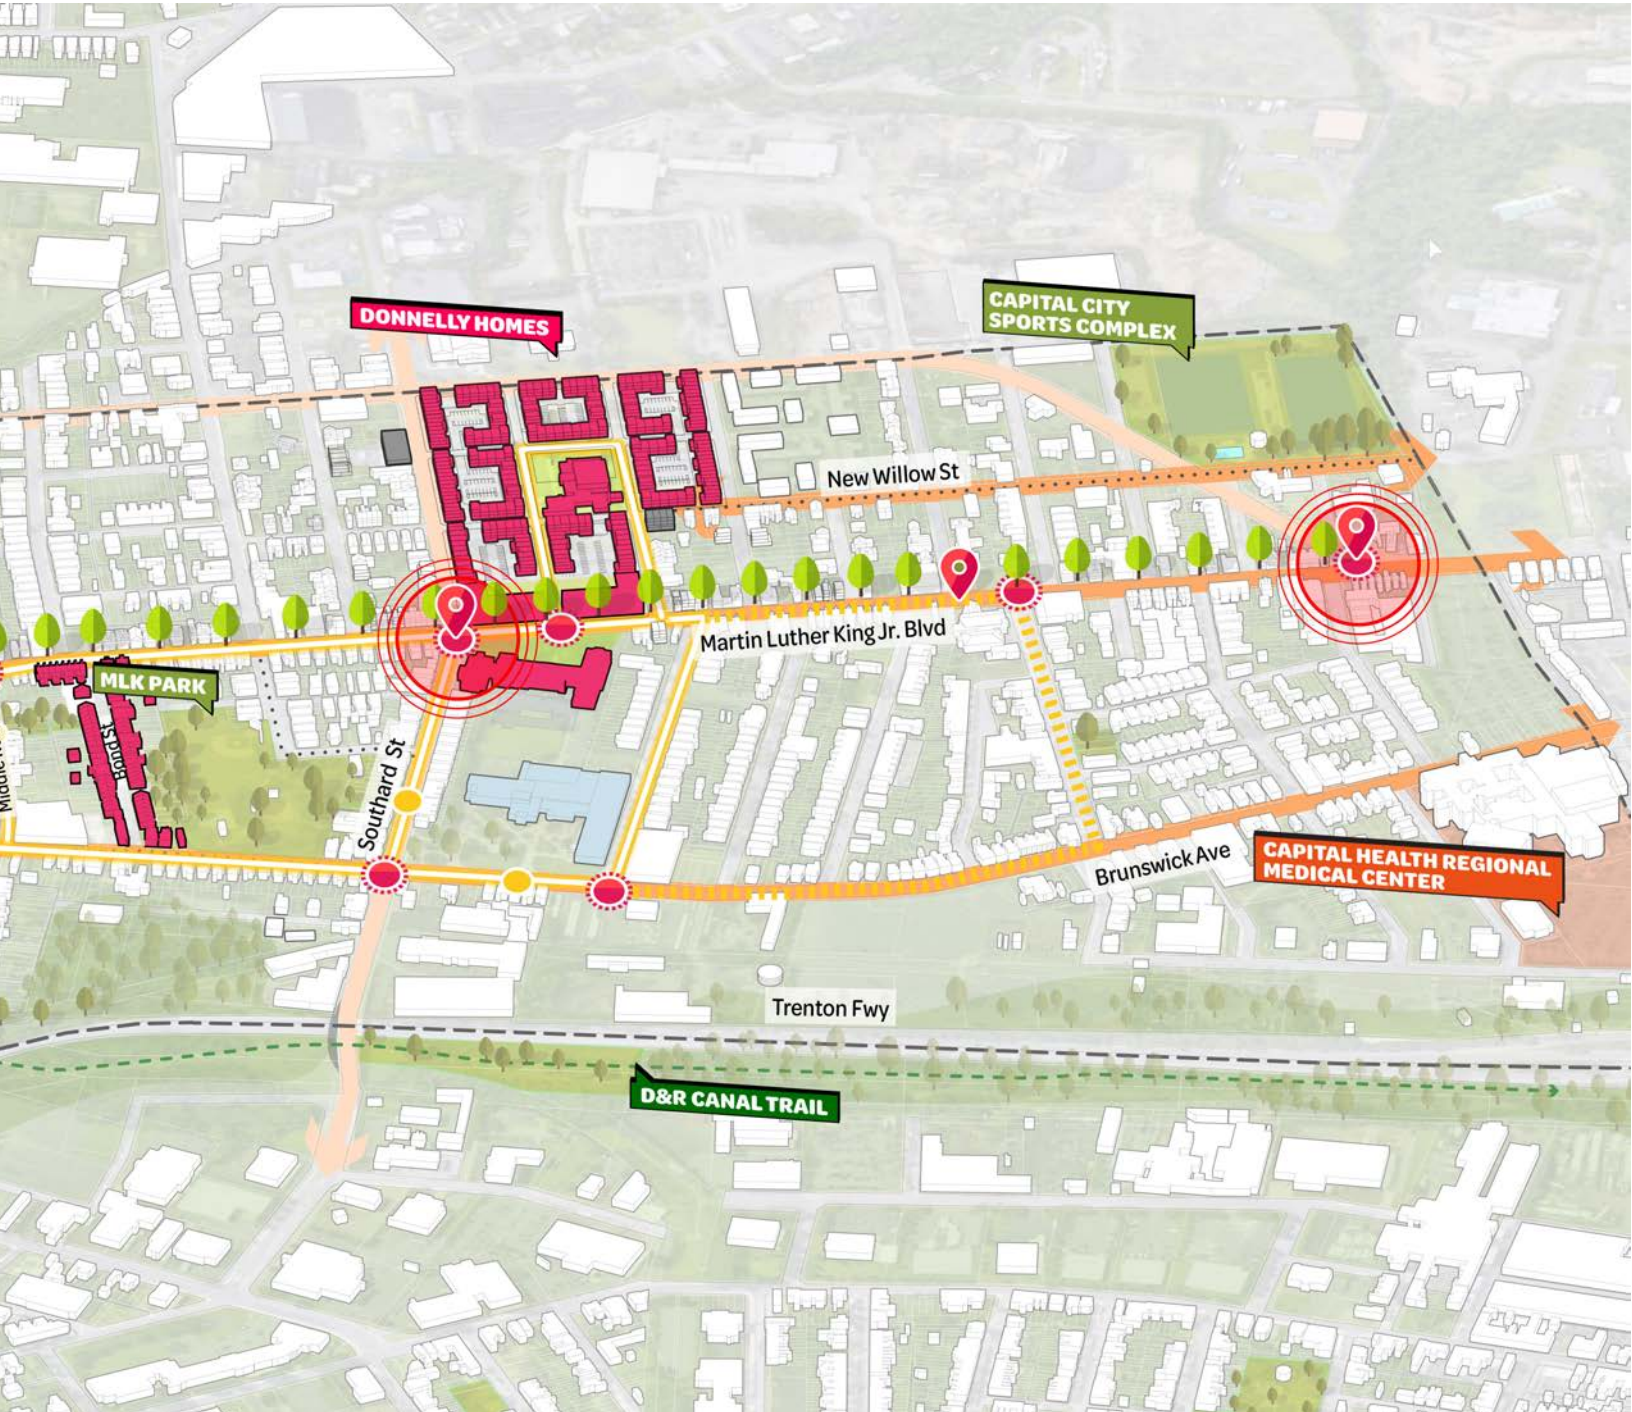 DONNELLY HOMES
CAPITAL CITY
SPORTS COMPLEX
New Willow St
Martin Luther King Jr. Blvd
MLK PARK
Bond St
Southard St
Brunswick Ave
CAPITAL HEALTH REGIONAL
MEDICAL CENTER
Trenton Fwy
D&R CANAL TRAIL